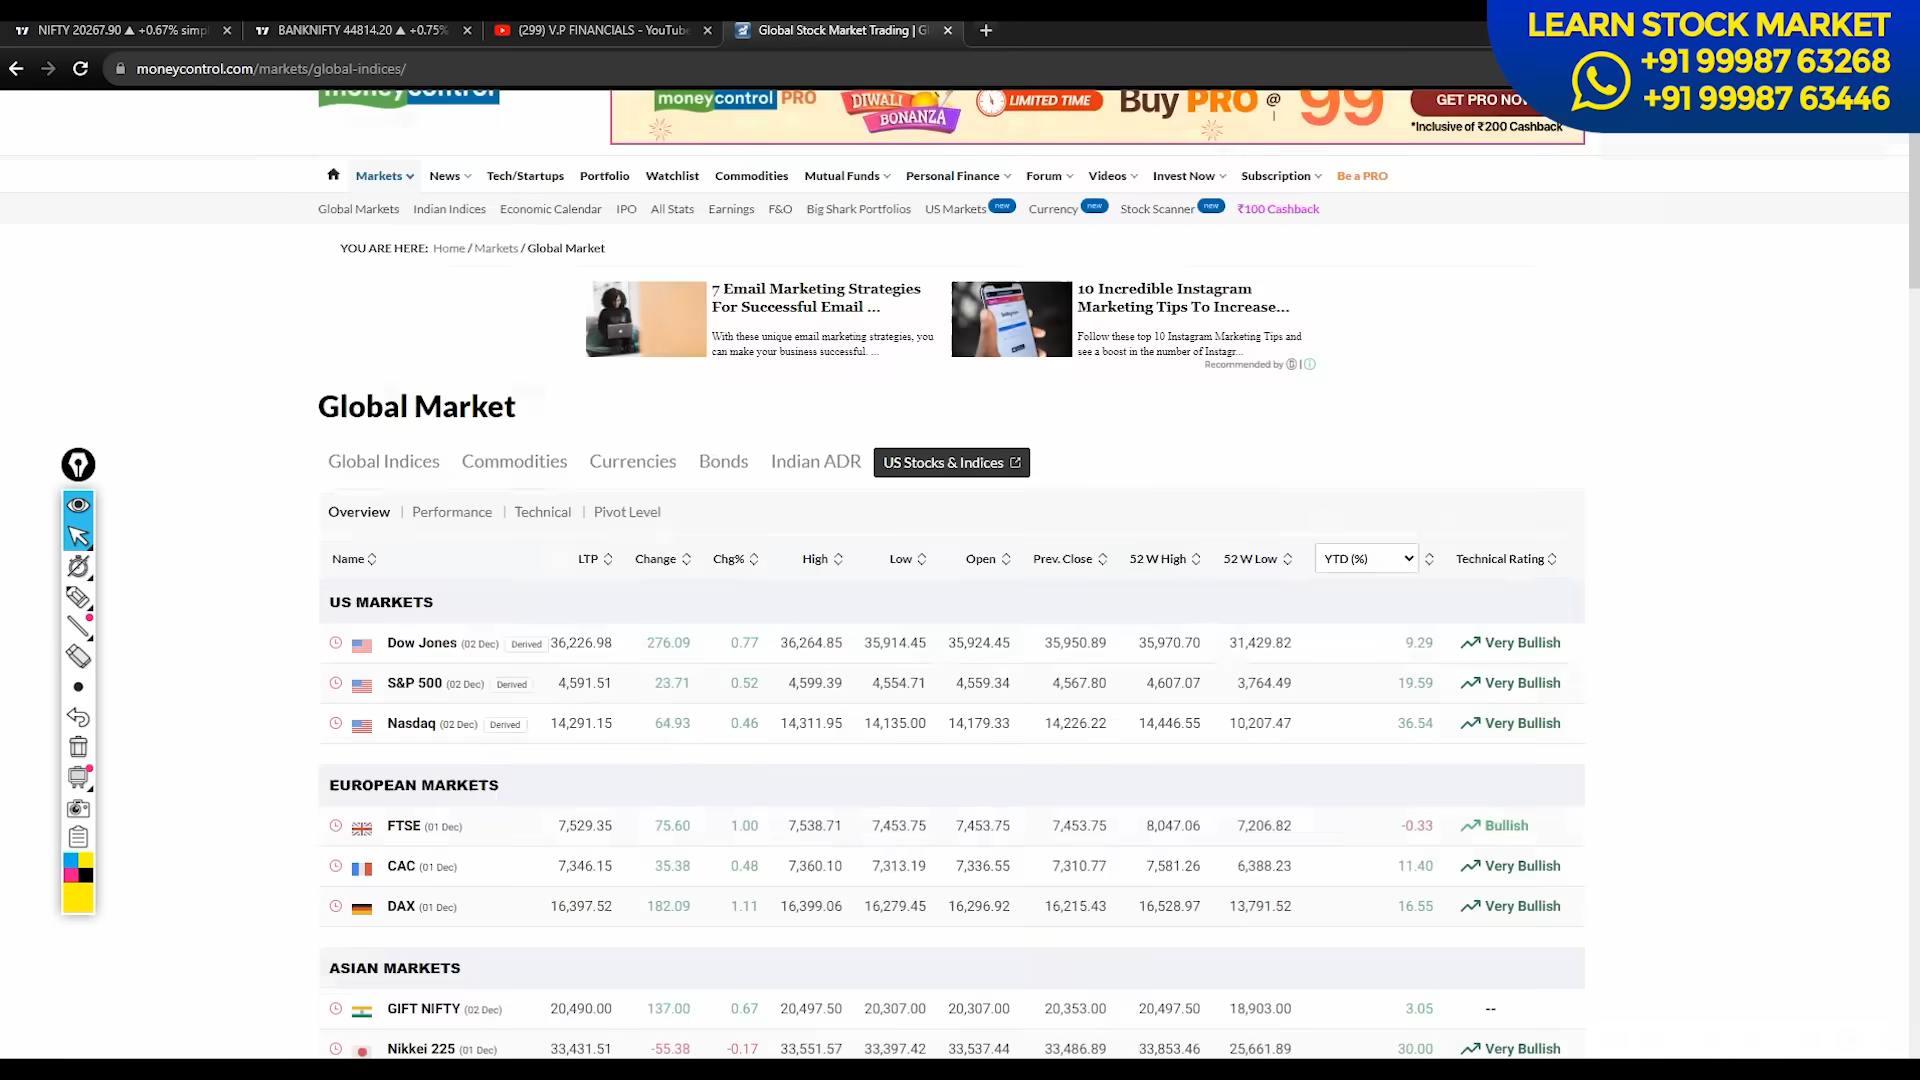 NIFTY 20267.90 ▲ +0.67% simpl
BANKNIFTY 44814.20 ▲ +0.75%
(299) V.P FINANCIALS - YouTube
Global Stock Market Trading | Gl
LEARN STOCK MARKET
+91 99987 63268
+91 99987 63446
moneycontrol.com/markets/global-indices/
moneycontrol
moneycontrol PRO
DIWALI BONANZA
LIMITED TIME
Buy PRO @ 99
GET PRO NOW
*Inclusive of ₹200 Cashback
Markets News Tech/Startups Portfolio Watchlist Commodities Mutual Funds Personal Finance Forum Videos Invest Now Subscription Be a PRO
Global Markets Indian Indices Economic Calendar IPO All Stats Earnings F&O Big Shark Portfolios US Markets new Currency new Stock Scanner new ₹100 Cashback
YOU ARE HERE: Home / Markets / Global Market
7 Email Marketing Strategies
For Successful Email ...
With these unique email marketing strategies, you
can make your business successful. ...
10 Incredible Instagram
Marketing Tips To Increase...
Follow these top 10 Instagram Marketing Tips and
see a boost in the number of Instagr...
Recommended by
Global Market
Global Indices Commodities Currencies Bonds Indian ADR US Stocks & Indices
Overview | Performance | Technical | Pivot Level
Name LTP Change Chg% High Low Open Prev. Close 52 W High 52 W Low YTD (%) Technical Rating
US MARKETS
Dow Jones (02 Dec) Derived 36,226.98 276.09 0.77 36,264.85 35,914.45 35,924.45 35,950.89 35,970.70 31,429.82 9.29 Very Bullish
S&P 500 (02 Dec) Derived 4,591.51 23.71 0.52 4,599.39 4,554.71 4,559.34 4,567.80 4,607.07 3,764.49 19.59 Very Bullish
Nasdaq (02 Dec) Derived 14,291.15 64.93 0.46 14,311.95 14,135.00 14,179.33 14,226.22 14,446.55 10,207.47 36.54 Very Bullish
EUROPEAN MARKETS
FTSE (01 Dec) 7,529.35 75.60 1.00 7,538.71 7,453.75 7,453.75 7,453.75 8,047.06 7,206.82 -0.33 Bullish
CAC (01 Dec) 7,346.15 35.38 0.48 7,360.10 7,313.19 7,336.55 7,310.77 7,581.26 6,388.23 11.40 Very Bullish
DAX (01 Dec) 16,397.52 182.09 1.11 16,399.06 16,279.45 16,296.92 16,215.43 16,528.97 13,791.52 16.55 Very Bullish
ASIAN MARKETS
GIFT NIFTY (02 Dec) 20,490.00 137.00 0.67 20,497.50 20,307.00 20,307.00 20,353.00 20,497.50 18,903.00 3.05 --
Nikkei 225 (01 Dec) 33,431.51 -55.38 -0.17 33,551.57 33,397.42 33,537.44 33,486.89 33,853.46 25,661.89 30.00 Very Bullish